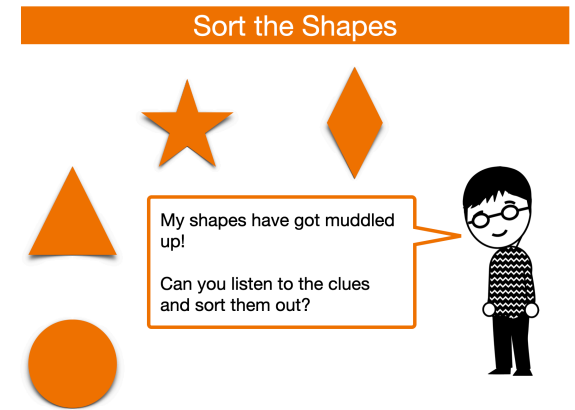 Sort the Shapes
My shapes have got muddled
up!
Can you listen to the clues
and sort them out?